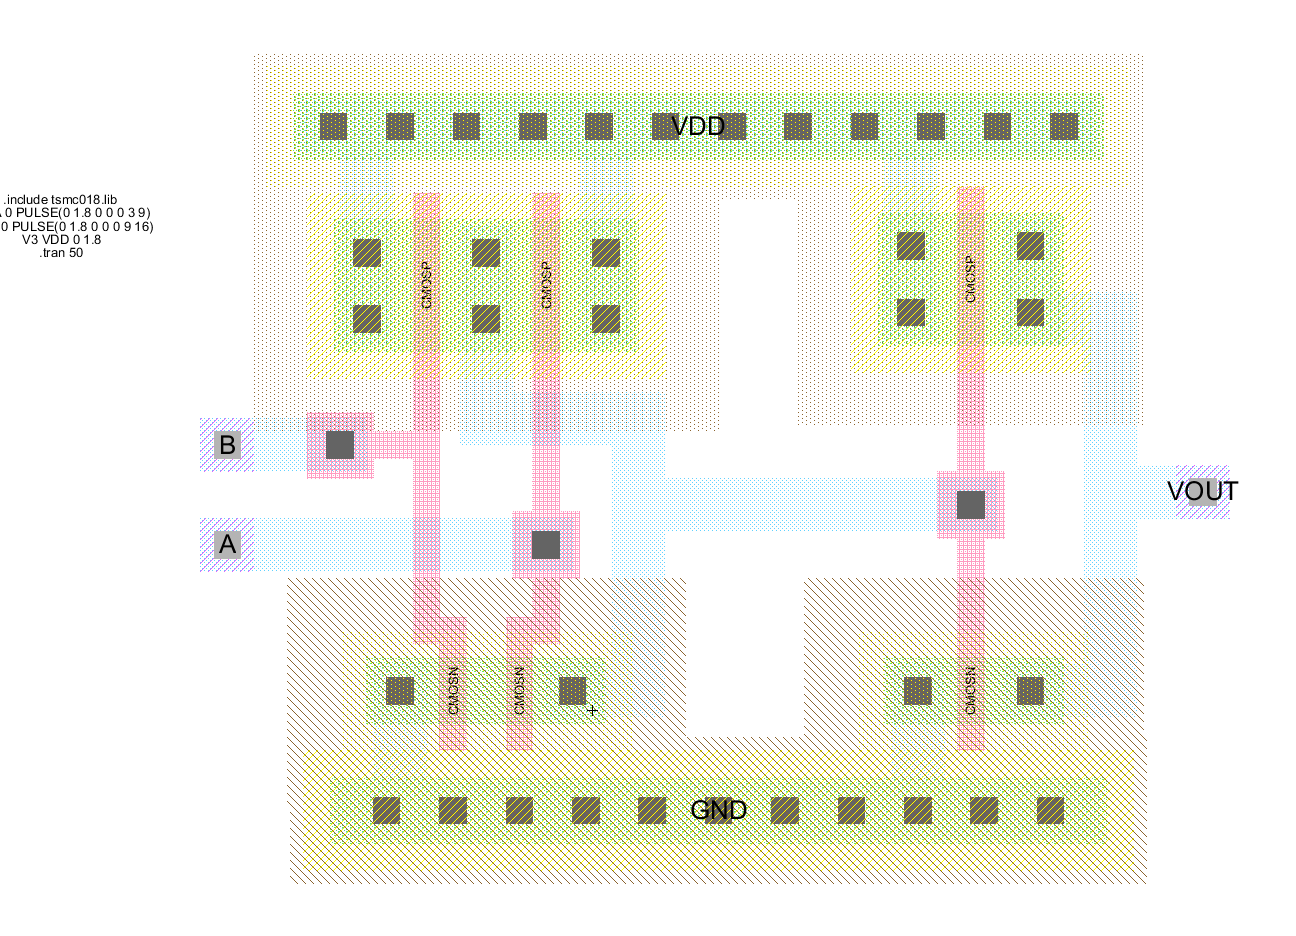 VDD
.include tsmc018.lib
0 PULSE(0 1.8 0 0 0 3 9)
0 PULSE(0 1.8 0 0 0 9 16)
V3 VDD 0 1.8
.tran 50
CMOSP
CMOSP
CMOSP
B
VOUT
A
CMOSN
CMOSN
CMOSN
GND